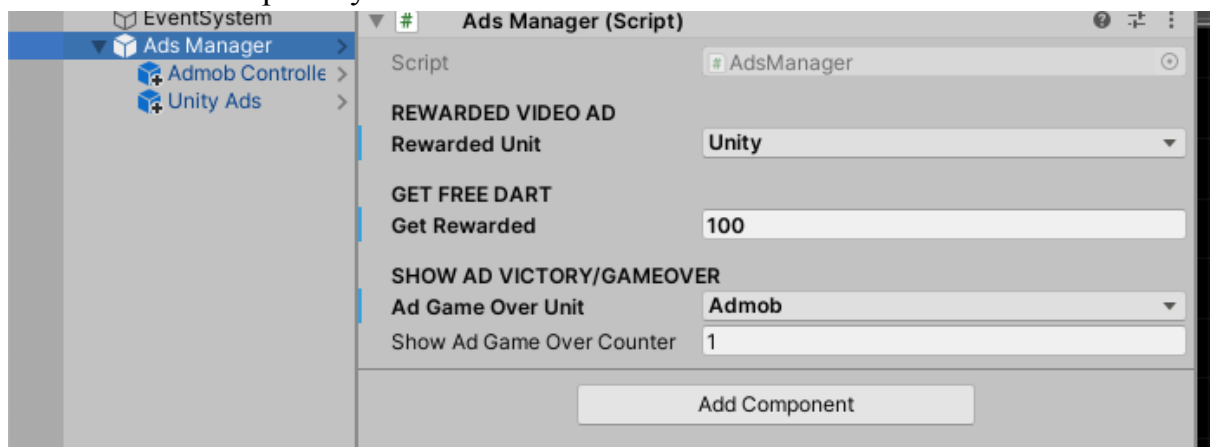 EventSystem
Ads Manager
Admob Controlle
Unity Ads
# Ads Manager (Script)
Script # AdsManager
REWARDED VIDEO AD
Rewarded Unit Unity
GET FREE DART
Get Rewarded 100
SHOW AD VICTORY/GAMEOVER
Ad Game Over Unit Admob
Show Ad Game Over Counter 1
Add Component